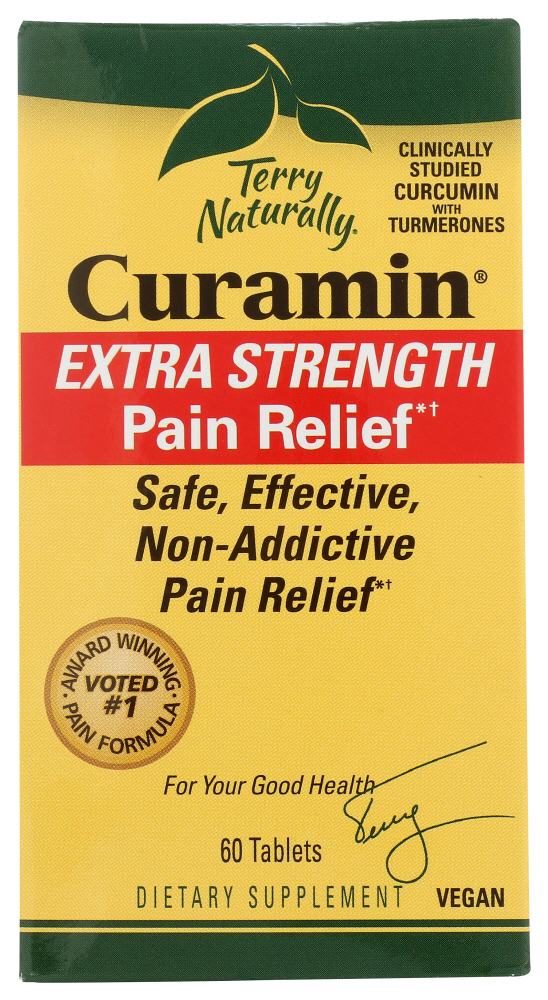 Terry
Naturally®
CLINICALLY
STUDIED
CURCUMIN
WITH
TURMERONES
Curamin®
EXTRA STRENGTH
Pain Relief*†
Safe, Effective,
Non-Addictive
Pain Relief*†
AWARD WINNING
VOTED
#1
PAIN FORMULA
For Your Good Health
Terry
60 Tablets
DIETARY SUPPLEMENT
VEGAN